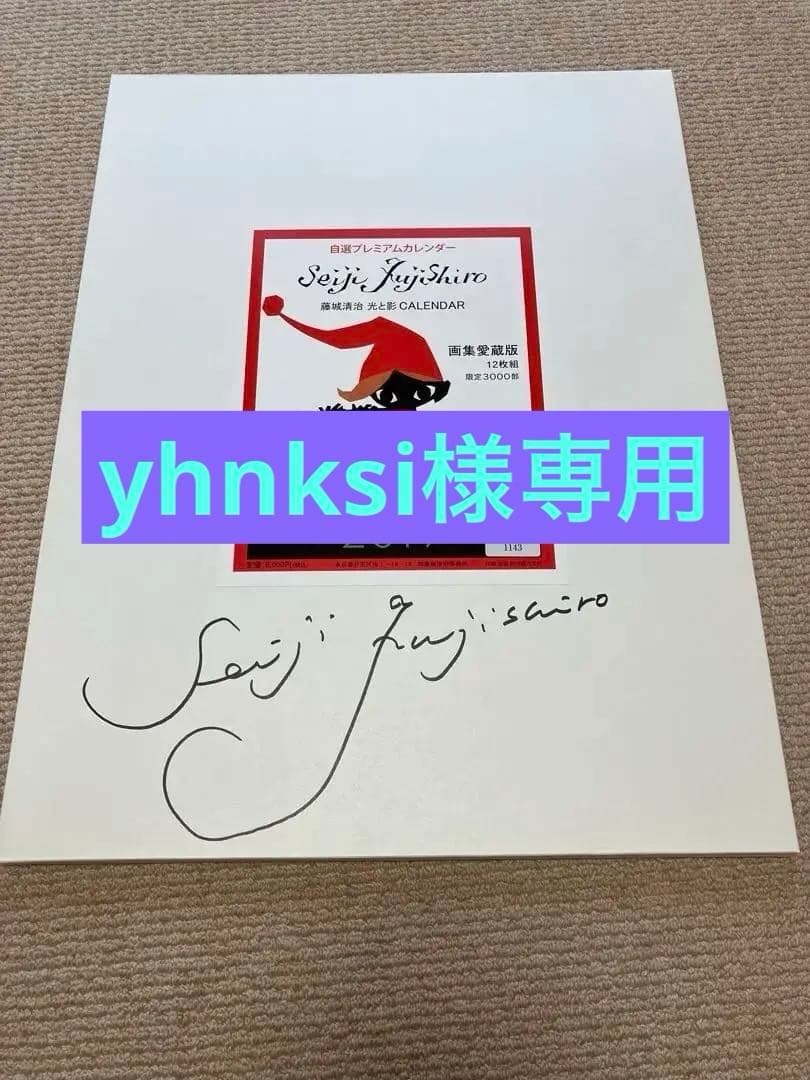 自選プレミアムカレンダー
Seiji Fujishiro
藤城清治 光と影 CALENDAR
画集愛蔵版
12枚組
限定3000部
yhnksi様専用
1143
Seiji Fujishiro